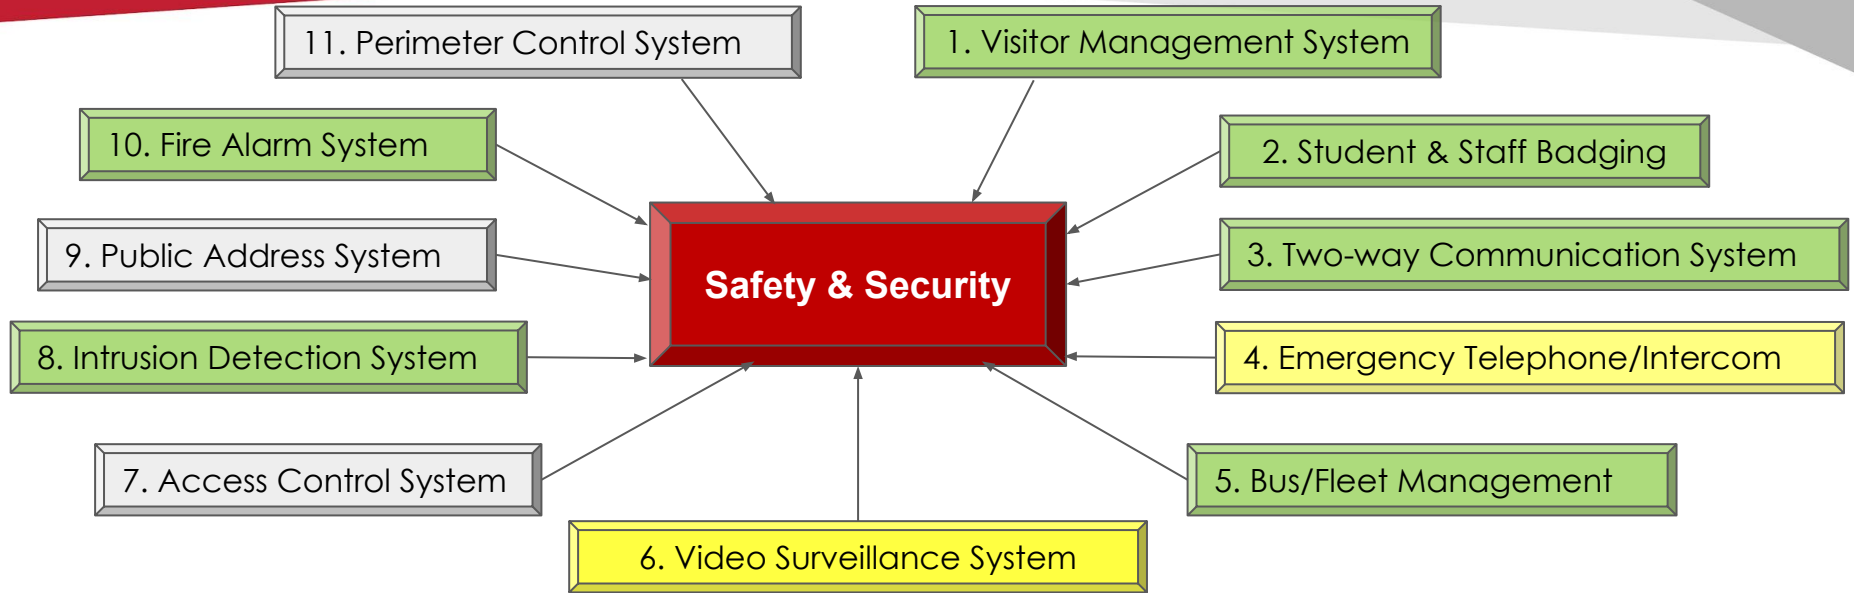 11. Perimeter Control System
1. Visitor Management System
10. Fire Alarm System
2. Student & Staff Badging
9. Public Address System
Safety & Security
3. Two-way Communication System
8. Intrusion Detection System
4. Emergency Telephone/Intercom
7. Access Control System
5. Bus/Fleet Management
6. Video Surveillance System